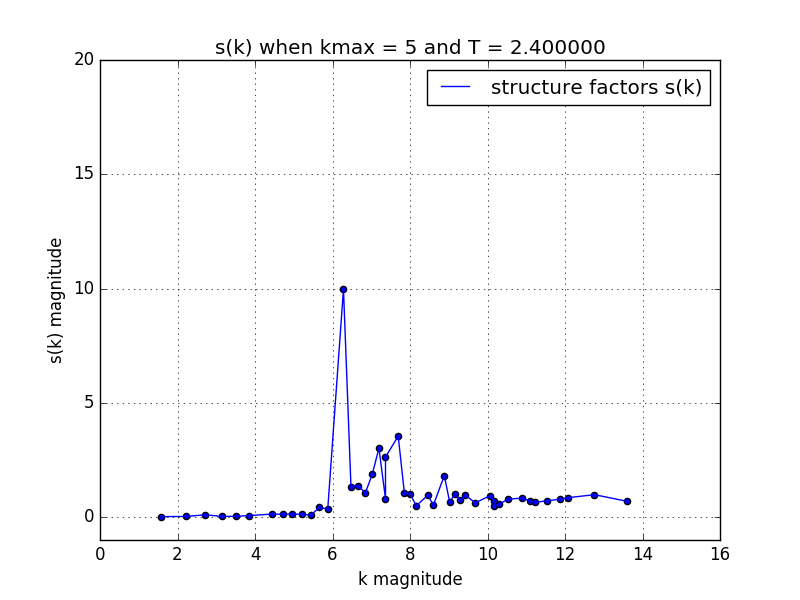 s(k) when kmax = 5 and T = 2.400000
structure factors s(k)
20
15
10
5
0
s(k) magnitude
0 2 4 6 8 10 12 14 16
k magnitude